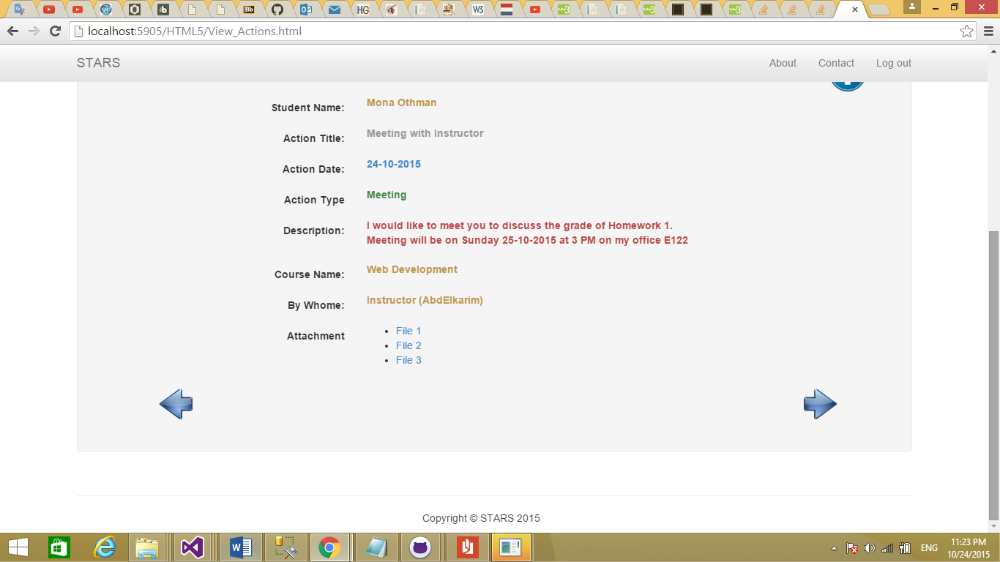 localhost:5905/HTML5/View_Actions.html
STARS
About
Contact
Log out
Student Name:
Mona Othman
Action Title:
Meeting with Instructor
Action Date:
24-10-2015
Action Type
Meeting
Description:
I would like to meet you to discuss the grade of Homework 1.
Meeting will be on Sunday 25-10-2015 at 3 PM on my office E122
Course Name:
Web Development
By Whome:
Instructor (AbdElkarim)
Attachment
File 1
File 2
File 3
Copyright © STARS 2015
ENG
11:23 PM
10/24/2015